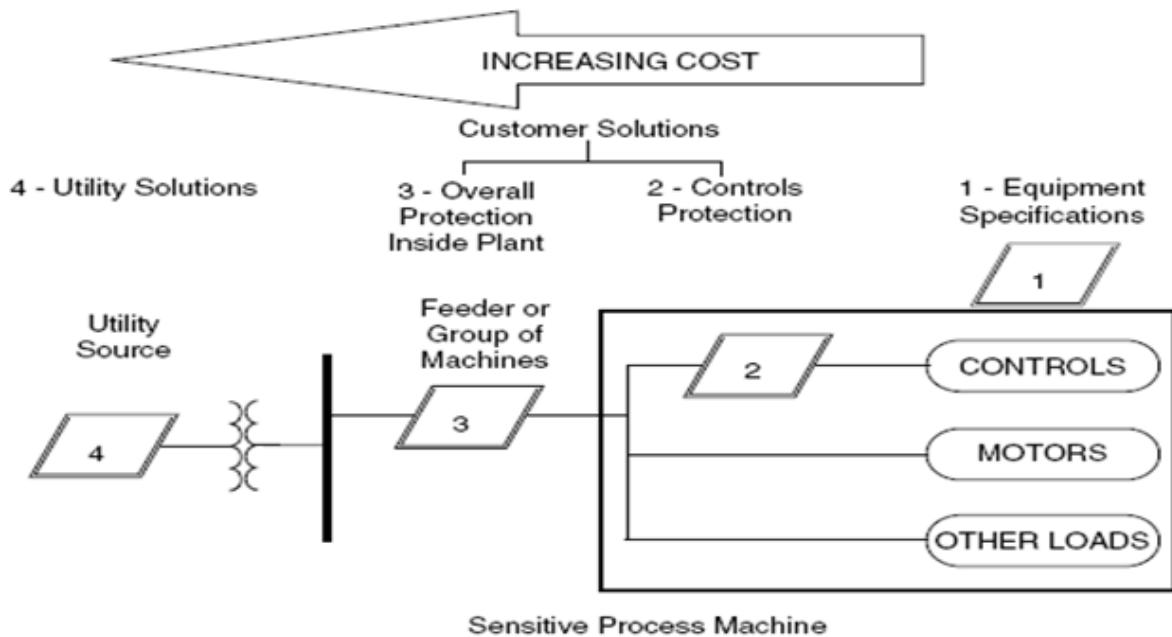 INCREASING COST
Customer Solutions
4 - Utility Solutions
3 - Overall
Protection
Inside Plant
2 - Controls
Protection
1 - Equipment
Specifications
1
Utility
Source
Feeder or
Group of
Machines
2
CONTROLS
4
3
MOTORS
OTHER LOADS
Sensitive Process Machine